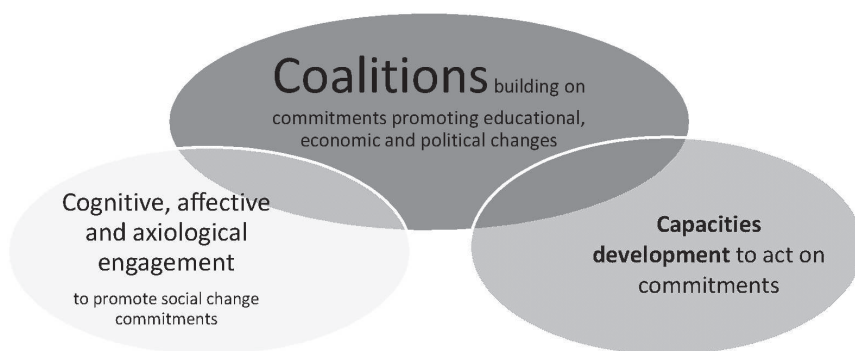 Coalitions building on
commitments promoting educational,
economic and political changes
Cognitive, affective
and axiological
engagement
to promote social change
commitments
Capacities
development to act on
commitments